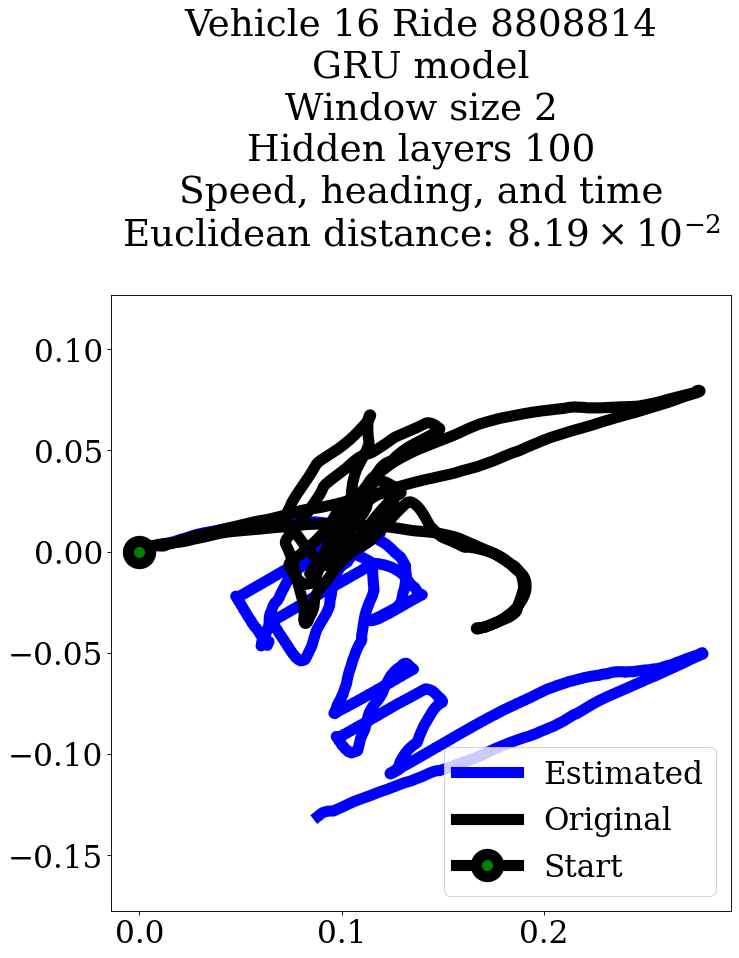 Vehicle 16 Ride 8808814
GRU model
Window size 2
Hidden layers 100
Speed, heading, and time
Euclidean distance: 8.19 × 10⁻²
0.10
0.05
0.00
−0.05
−0.10
−0.15
0.0 0.1 0.2
Estimated
Original
Start